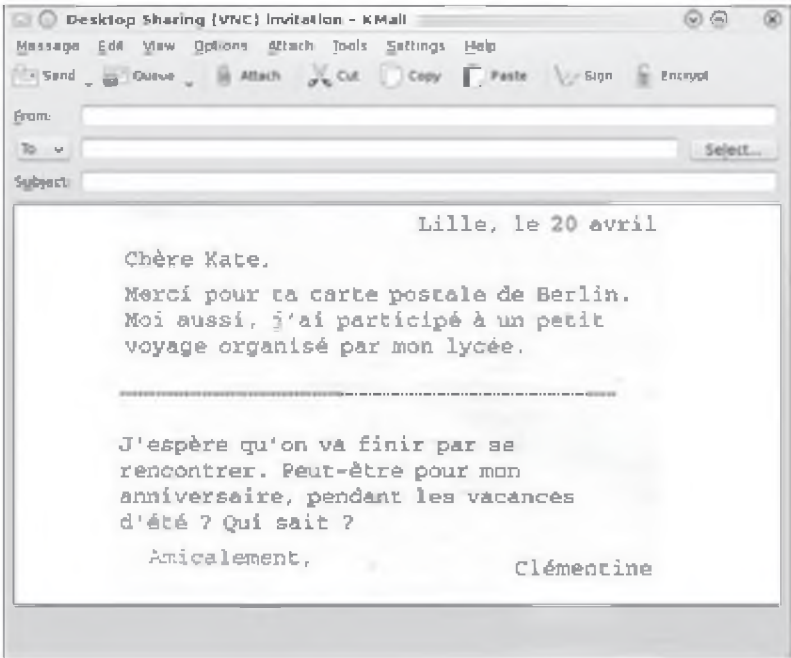 Desktop Sharing (VNC) Invitation - KMail
Message Edit View Options Attach Tools Settings Help
Send Queue Attach Cut Copy Paste Sign Encrypt
From:
To Select...
Subject:
Lille, le 20 avril
Chère Kate,
Merci pour ta carte postale de Berlin.
Moi aussi, j'ai participé à un petit
voyage organisé par mon lycée.
J'espère qu'on va finir par se
rencontrer. Peut-être pour mon
anniversaire, pendant les vacances
d'été ? Qui sait ?
Amicalement,
Clémentine